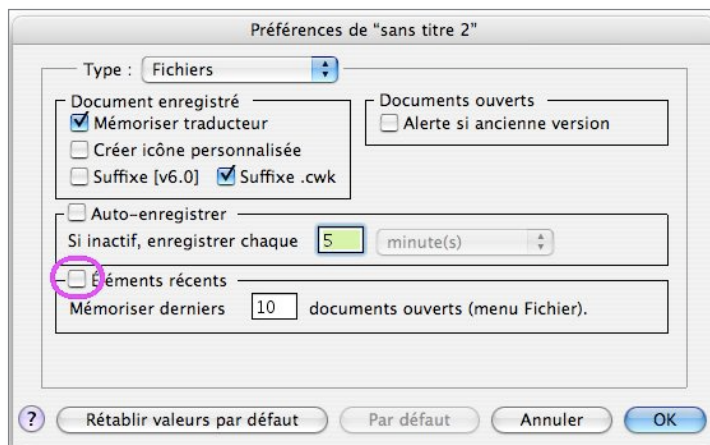 Préférences de “sans titre 2”
Type : Fichiers
Document enregistré
Mémoriser traducteur
Créer icône personnalisée
Suffixe [v6.0] Suffixe .cwk
Documents ouverts
Alerte si ancienne version
Auto-enregistrer
Si inactif, enregistrer chaque 5 minute(s)
Éléments récents
Mémoriser derniers 10 documents ouverts (menu Fichier).
? Rétablir valeurs par défaut Par défaut Annuler OK